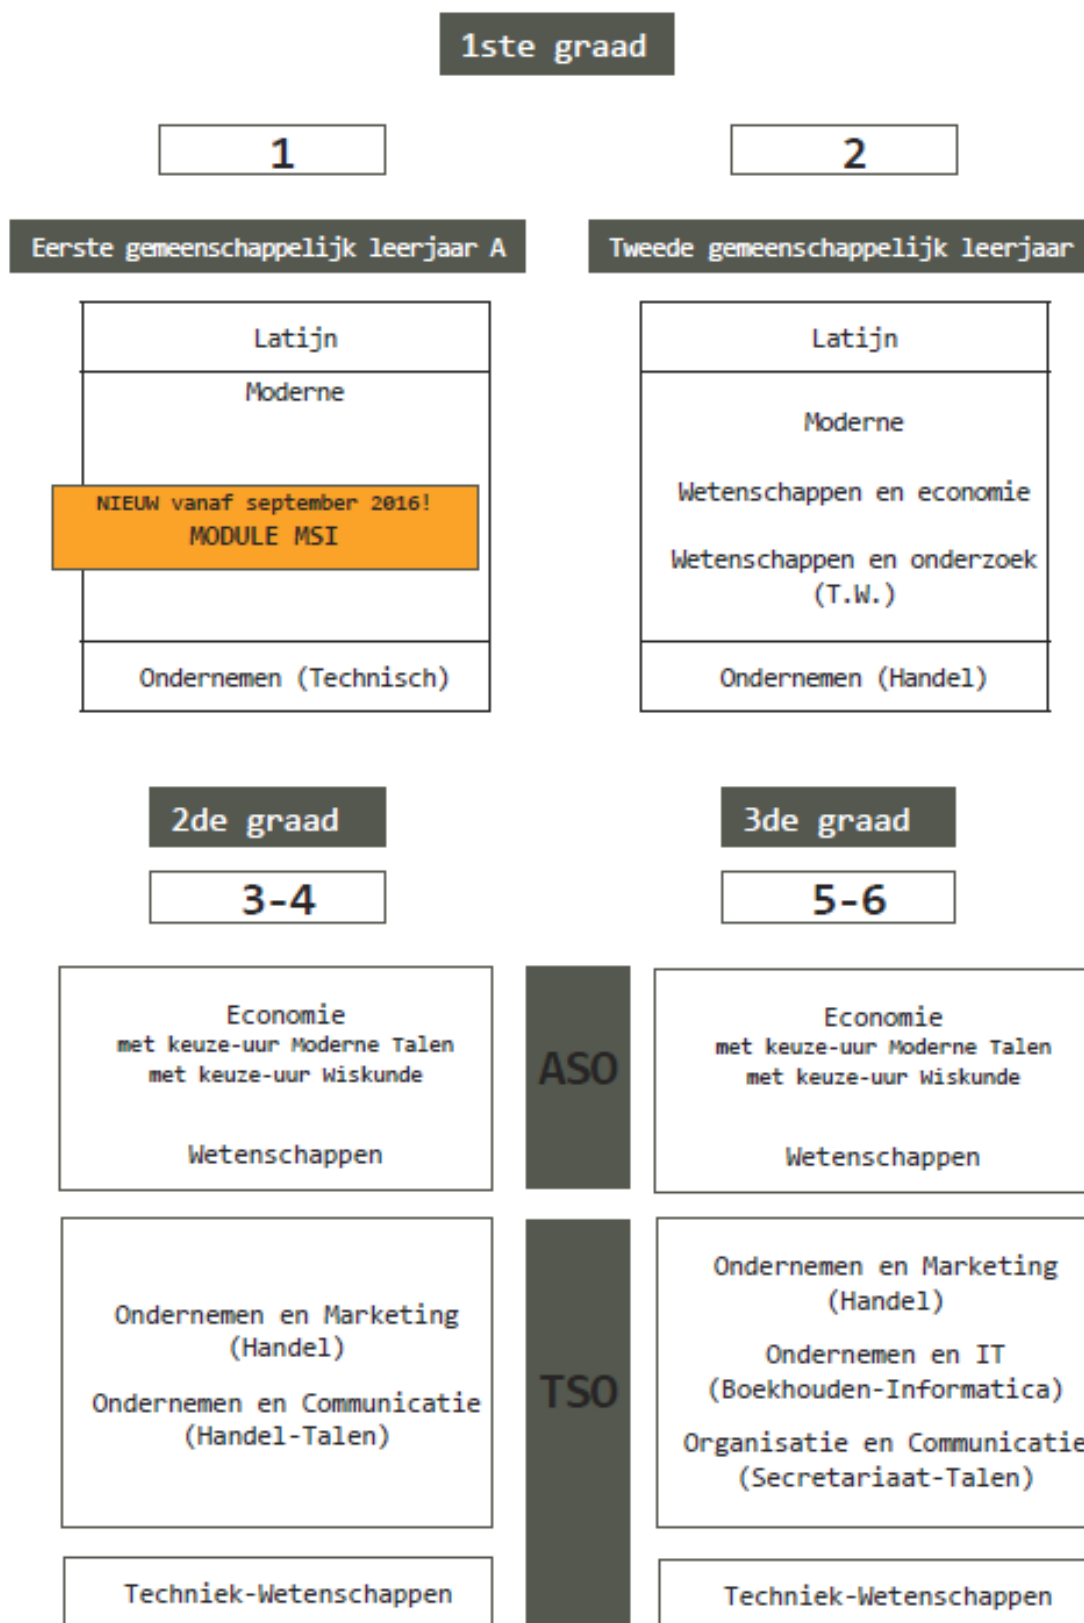 1ste graad
1
2
Eerste gemeenschappelijk leerjaar A
Tweede gemeenschappelijk leerjaar
Latijn
Moderne
NIEUW vanaf september 2016!
MODULE MSI
Ondernemen (Technisch)
Latijn
Moderne
Wetenschappen en economie
Wetenschappen en onderzoek
(T.W.)
Ondernemen (Handel)
2de graad
3de graad
3-4
5-6
Economie
met keuze-uur Moderne Talen
met keuze-uur Wiskunde
Wetenschappen
ASO
Economie
met keuze-uur Moderne Talen
met keuze-uur Wiskunde
Wetenschappen
Ondernemen en Marketing
(Handel)
Ondernemen en Communicatie
(Handel-Talen)
TSO
Ondernemen en Marketing
(Handel)
Ondernemen en IT
(Boekhouden-Informatica)
Organisatie en Communicatie
(Secretariaat-Talen)
Techniek-Wetenschappen
Techniek-Wetenschappen